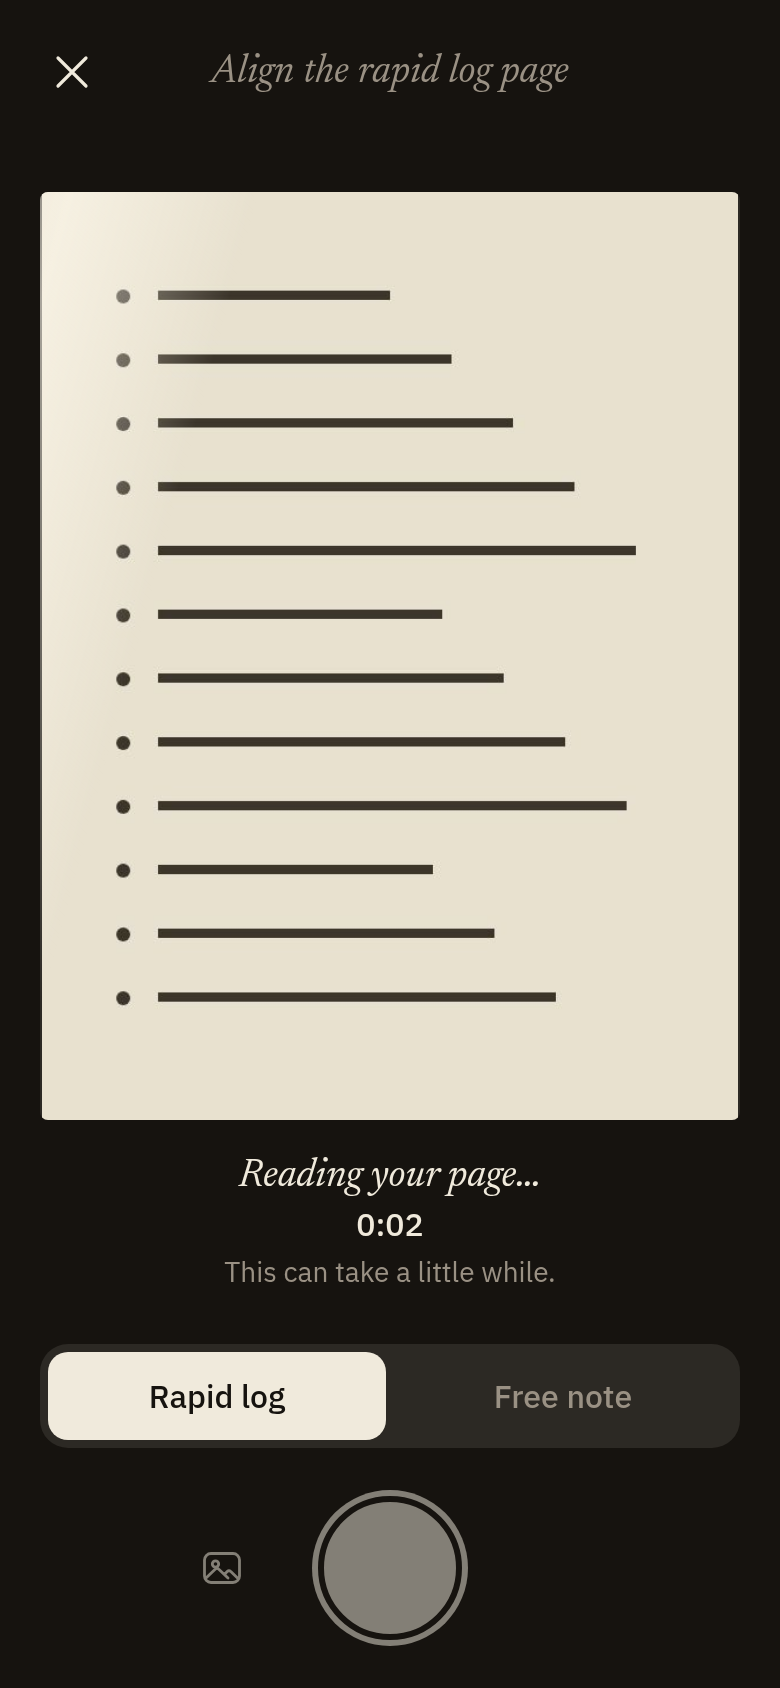 Align the rapid log page
Reading your page...
0:02
This can take a little while.
Rapid log
Free note